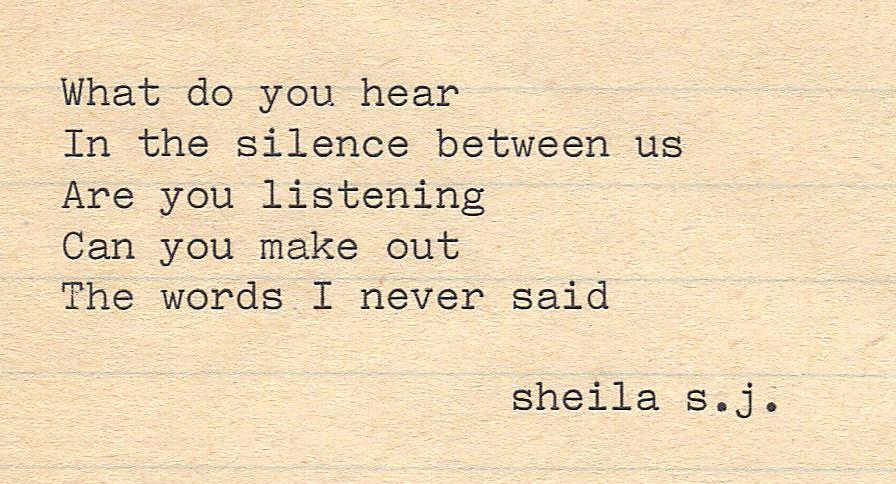 What do you hear
In the silence between us
Are you listening
Can you make out
The words I never said
sheila s.j.